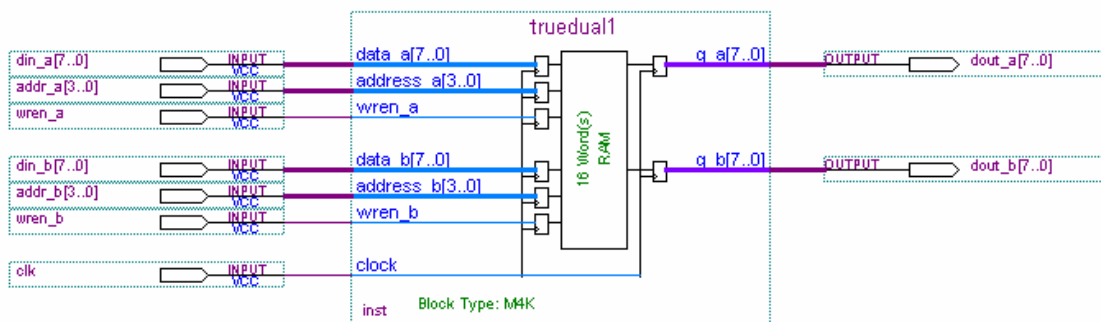 truedual1
din_a[7..0] INPUT VCC data_a[7..0] q_a[7..0] OUTPUT dout_a[7..0]
addr_a[3..0] INPUT VCC address_a[3..0]
wren_a INPUT VCC wren_a
16 Word(s)
RAM
din_b[7..0] INPUT VCC data_b[7..0] q_b[7..0] OUTPUT dout_b[7..0]
addr_b[3..0] INPUT VCC address_b[3..0]
wren_b INPUT VCC wren_b
clk INPUT VCC clock
inst Block Type: M4K